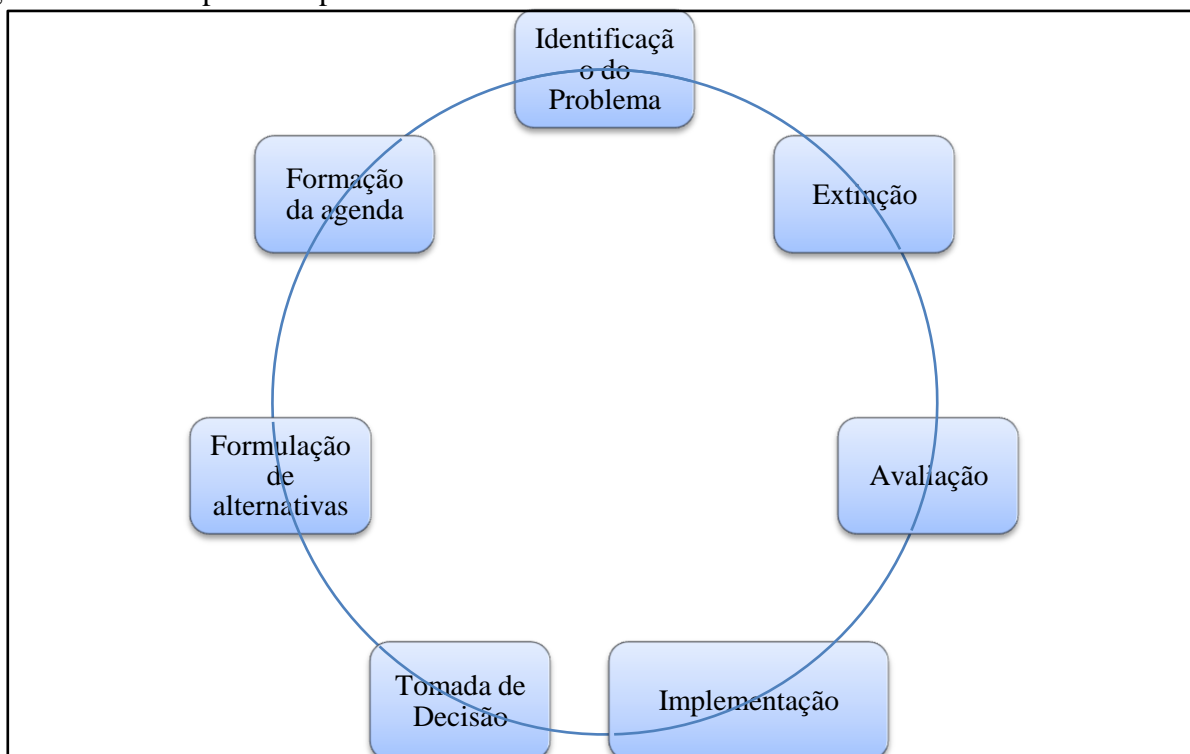 Identificaçã
o do
Problema
Extinção
Avaliação
Implementação
Tomada de
Decisão
Formulação
de
alternativas
Formação
da agenda